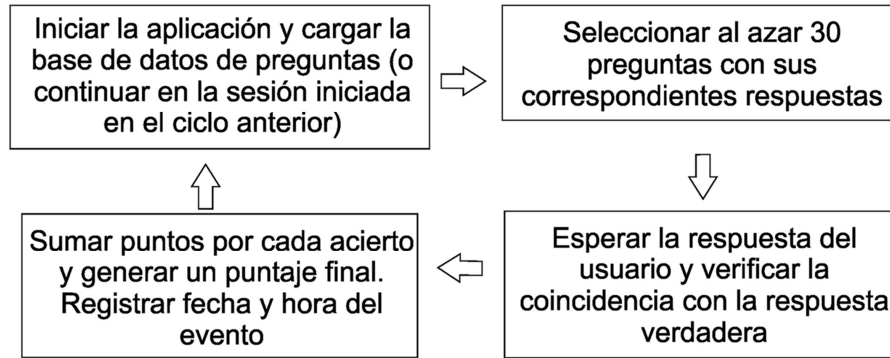 Iniciar la aplicación y cargar la
base de datos de preguntas (o
continuar en la sesión iniciada
en el ciclo anterior)
Seleccionar al azar 30
preguntas con sus
correspondientes respuestas
Esperar la respuesta del
usuario y verificar la
coincidencia con la respuesta
verdadera
Sumar puntos por cada acierto
y generar un puntaje final.
Registrar fecha y hora del
evento